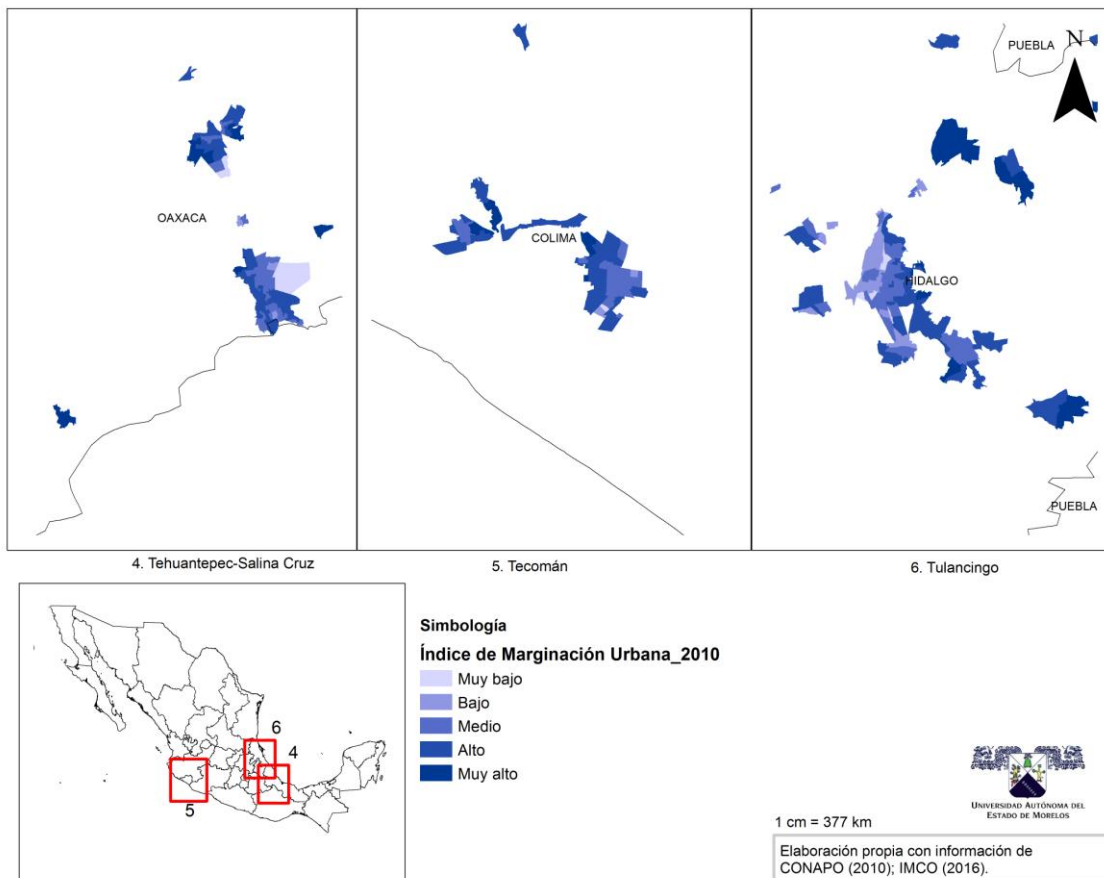 PUEBLA
N
OAXACA
COLIMA
HIDALGO
PUEBLA
4. Tehuantepec-Salina Cruz
5. Tecomán
6. Tulancingo
6
4
5
Simbología
Índice de Marginación Urbana_2010
Muy bajo
Bajo
Medio
Alto
Muy alto
UNIVERSIDAD AUTÓNOMA DEL
ESTADO DE MORELOS
1 cm = 377 km
Elaboración propia con información de
CONAPO (2010); IMCO (2016).